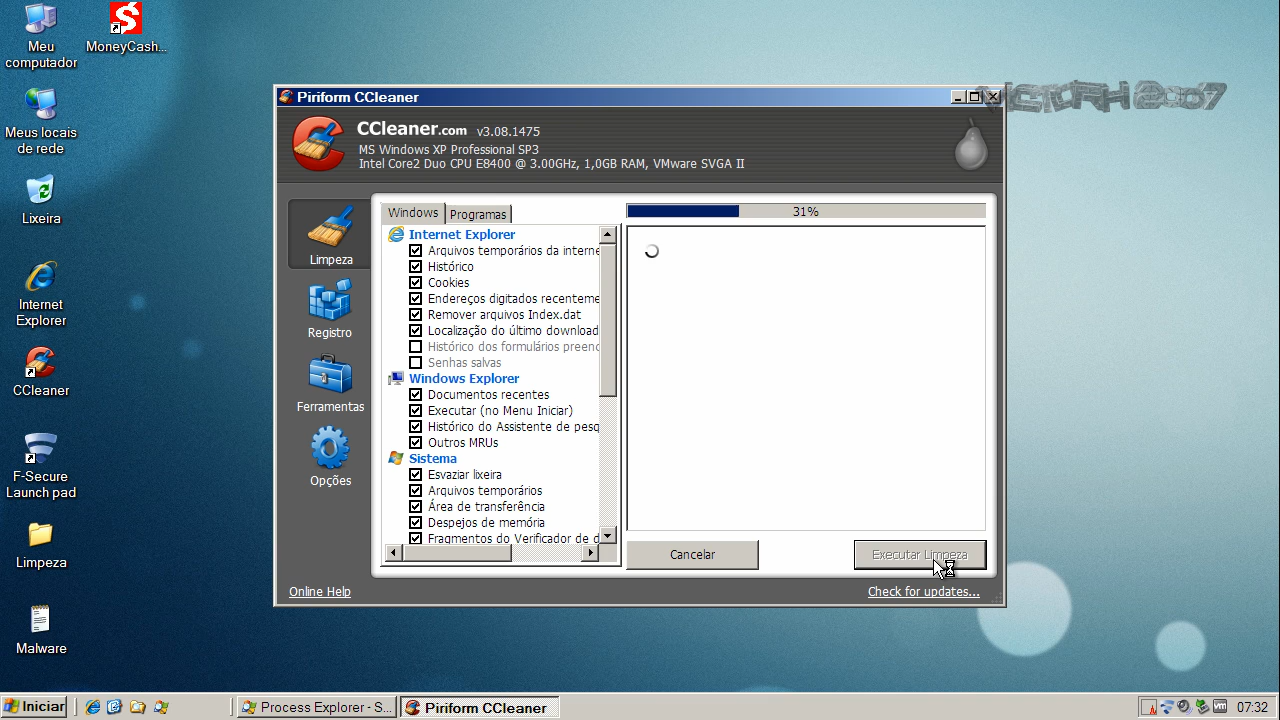 Meu
computador
MoneyCash...
Meus locais
de rede
Lixeira
Internet
Explorer
CCleaner
F-Secure
Launch pad
Limpeza
Malware
VICTORH 2007
Piriform CCleaner
CCleaner.com v3.08.1475
MS Windows XP Professional SP3
Intel Core2 Duo CPU E8400 @ 3.00GHz, 1,0GB RAM, VMware SVGA II
Limpeza
Registro
Ferramentas
Opções
Windows
Programas
Internet Explorer
Arquivos temporários da interne
Histórico
Cookies
Endereços digitados recenteme
Remover arquivos Index.dat
Localização do último download
Histórico dos formulários preenc
Senhas salvas
Windows Explorer
Documentos recentes
Executar (no Menu Iniciar)
Histórico do Assistente de pesq
Outros MRUs
Sistema
Esvaziar lixeira
Arquivos temporários
Área de transferência
Despejos de memória
Fragmentos do Verificador de d
31%
Cancelar
Executar Limpeza
Online Help
Check for updates...
Iniciar
Process Explorer - S...
Piriform CCleaner
07:32